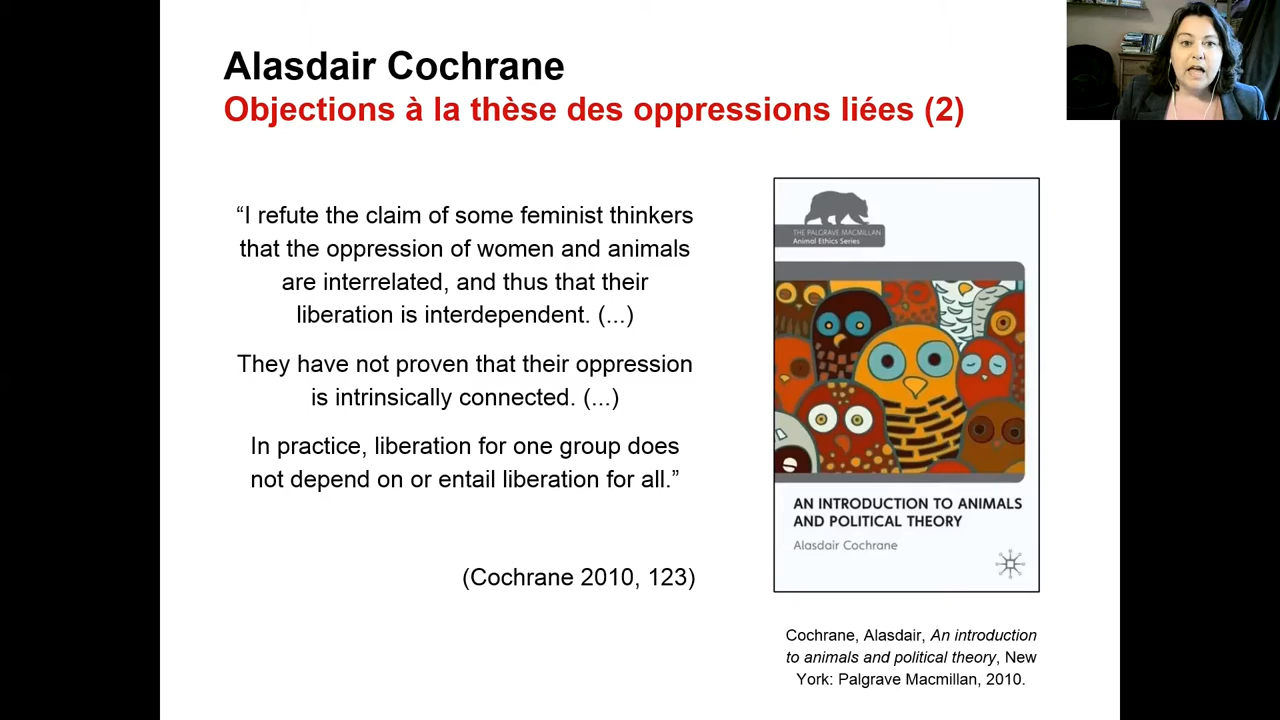 Alasdair Cochrane
Objections à la thèse des oppressions liées (2)
“I refute the claim of some feminist thinkers
that the oppression of women and animals
are interrelated, and thus that their
liberation is interdependent. (...)
They have not proven that their oppression
is intrinsically connected. (...)
In practice, liberation for one group does
not depend on or entail liberation for all.”
(Cochrane 2010, 123)
THE PALGRAVE MACMILLAN
Animal Ethics Series
AN INTRODUCTION TO ANIMALS
AND POLITICAL THEORY
Alasdair Cochrane
Cochrane, Alasdair, An introduction
to animals and political theory, New
York: Palgrave Macmillan, 2010.